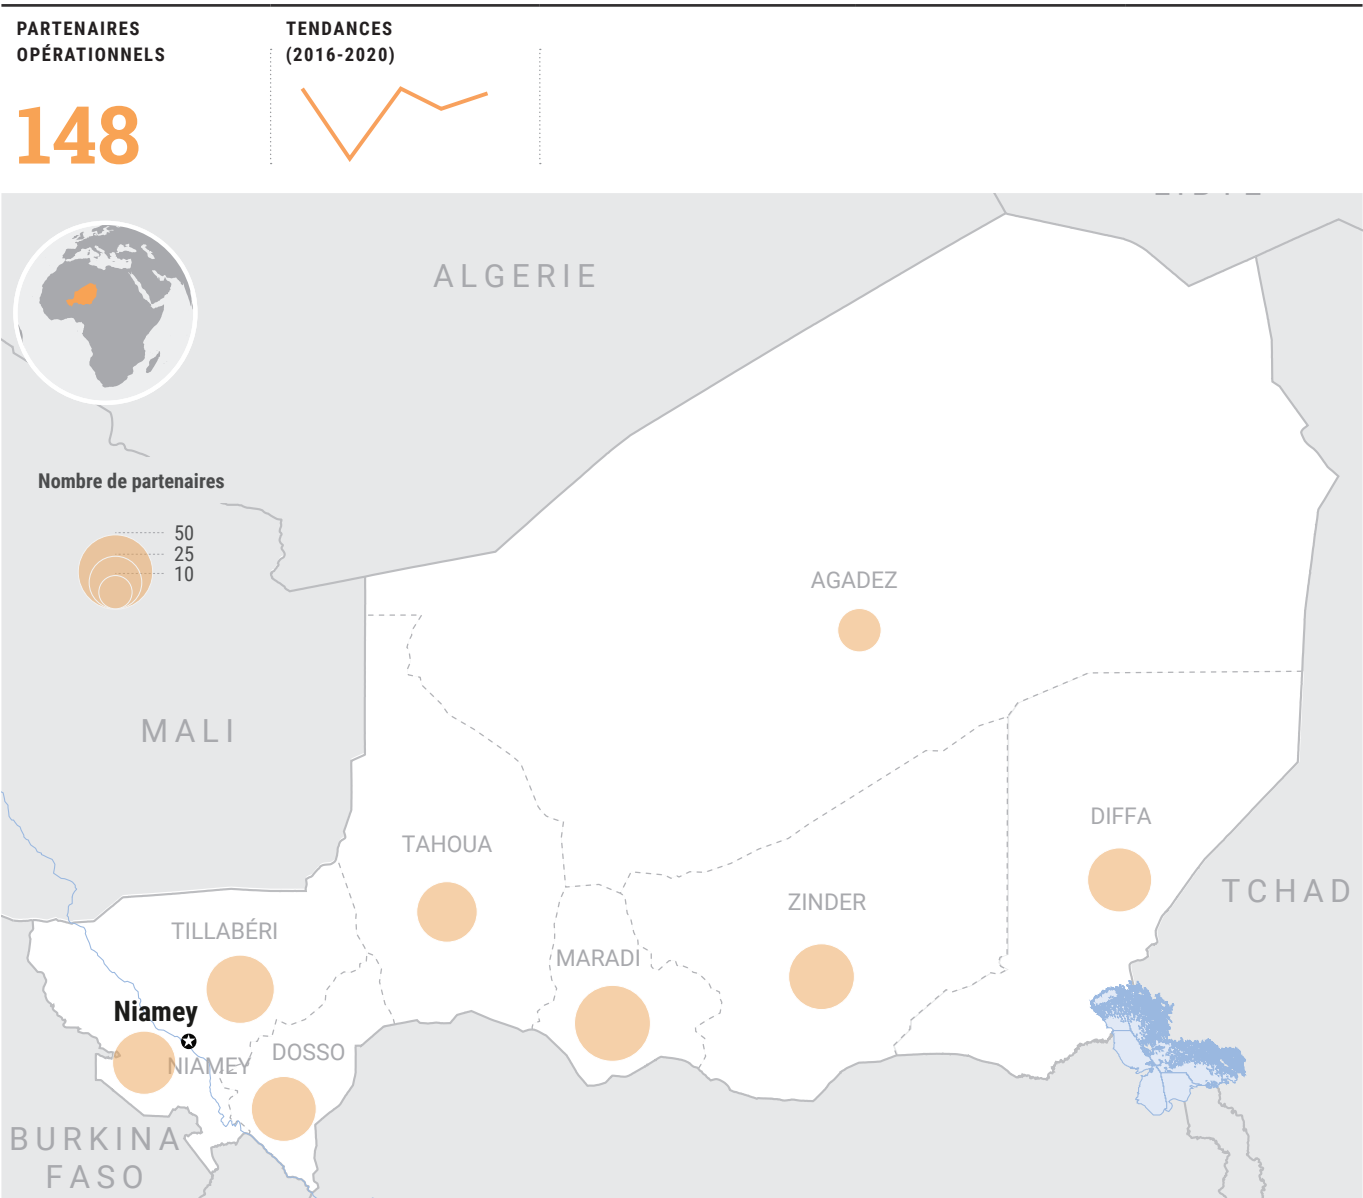 PARTENAIRES
OPÉRATIONNELS
148
TENDANCES
(2016-2020)
ALGERIE
Nombre de partenaires
50
25
10
AGADEZ
MALI
DIFFA
TAHOUA
TCHAD
ZINDER
TILLABÉRI
MARADI
Niamey
DOSSO
NIAMEY
BURKINA
FASO